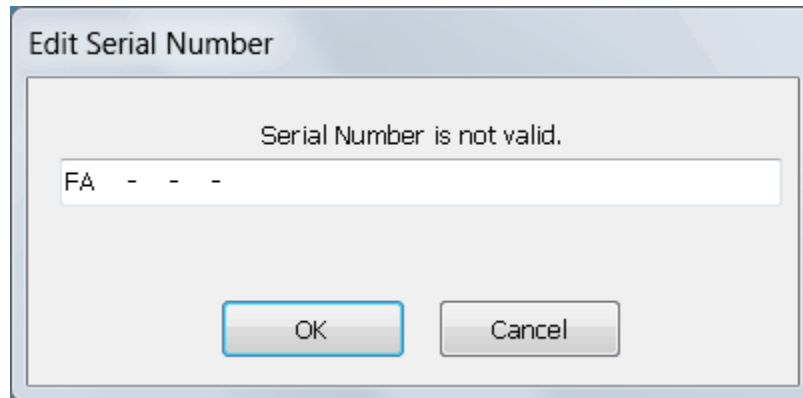 Edit Serial Number
Serial Number is not valid.
FA - - -
OK
Cancel